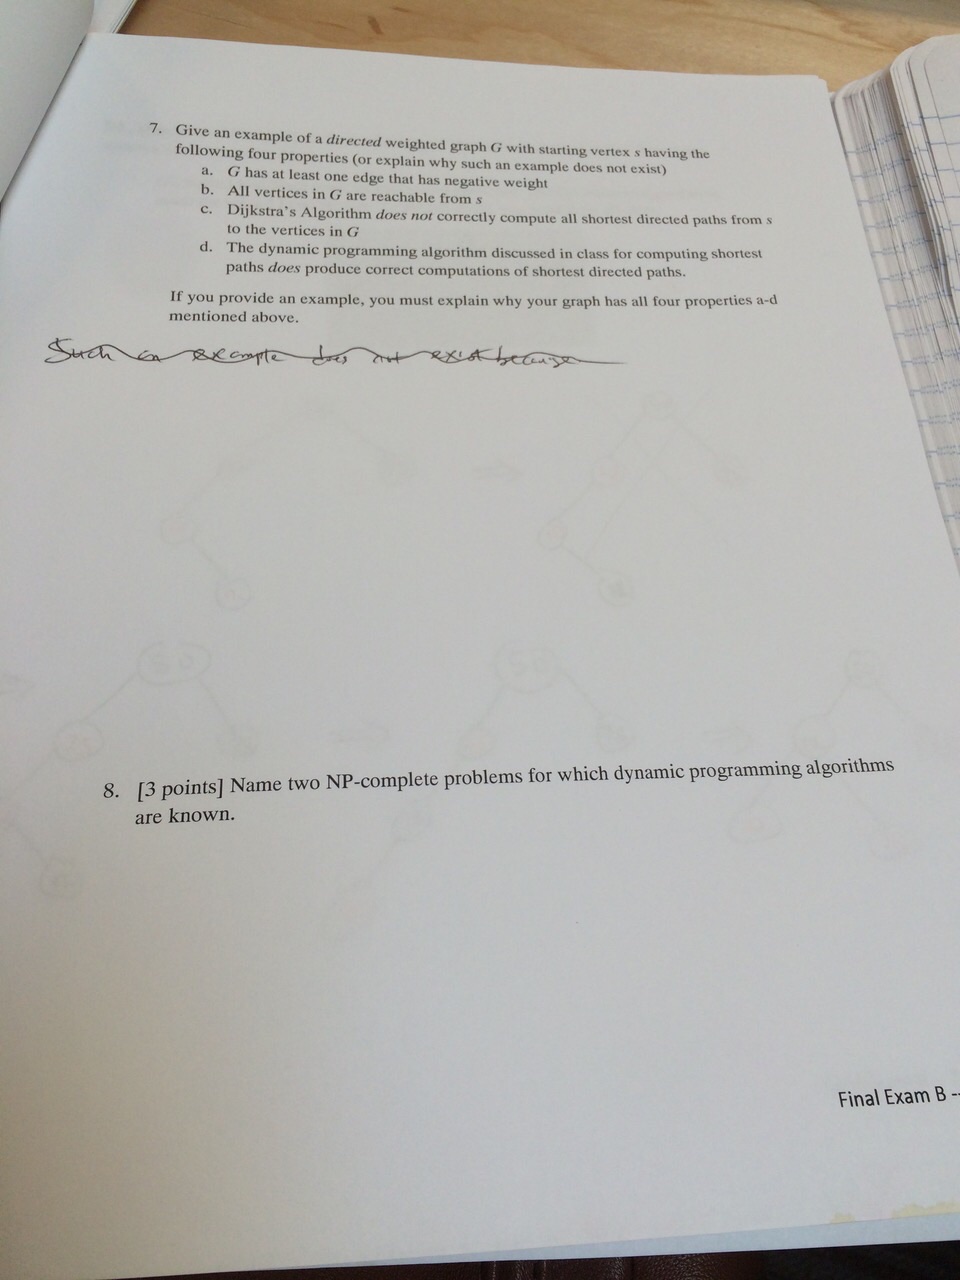 7. Give an example of a directed weighted graph G with starting vertex s having the
following four properties (or explain why such an example does not exist)
a. G has at least one edge that has negative weight
b. All vertices in G are reachable from s
c. Dijkstra's Algorithm does not correctly compute all shortest directed paths from s
to the vertices in G
d. The dynamic programming algorithm discussed in class for computing shortest
paths does produce correct computations of shortest directed paths.
If you provide an example, you must explain why your graph has all four properties a-d
mentioned above.
Such an example does not exist because
8. [3 points] Name two NP-complete problems for which dynamic programming algorithms
are known.
Final Exam B --